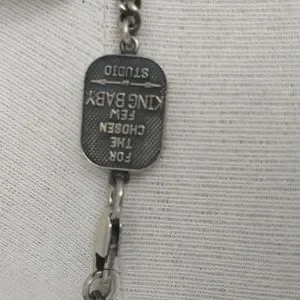 FOR
THE
CHOSEN
FEW
KING BABY
STUDIO